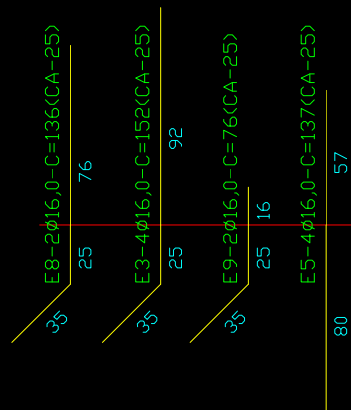 E8-2ø16,0-C=136(CA-25)
76
25
35
E3-4ø16,0-C=152(CA-25)
92
25
35
E9-2ø16,0-C=76(CA-25)
16
25
35
E5-4ø16,0-C=137(CA-25)
57
80